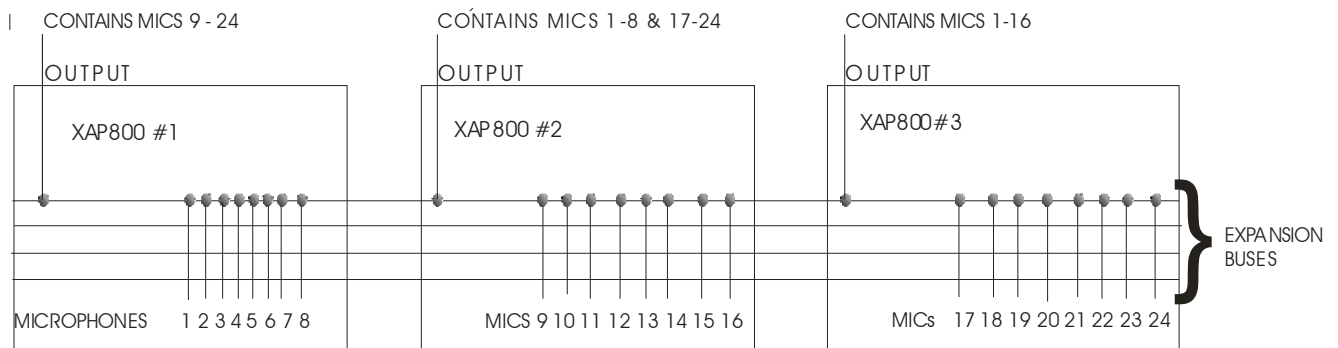 CONTAINS MICS 9 - 24
CONTAINS MICS 1-8 & 17-24
CONTAINS MICS 1-16
OUTPUT
OUTPUT
OUTPUT
XAP800 #1
XAP800 #2
XAP800#3
EXPANSION
BUSES
MICROPHONES 1 2 3 4 5 6 7 8
MICS 9 10 11 12 13 14 15 16
MICs 17 18 19 20 21 22 23 24